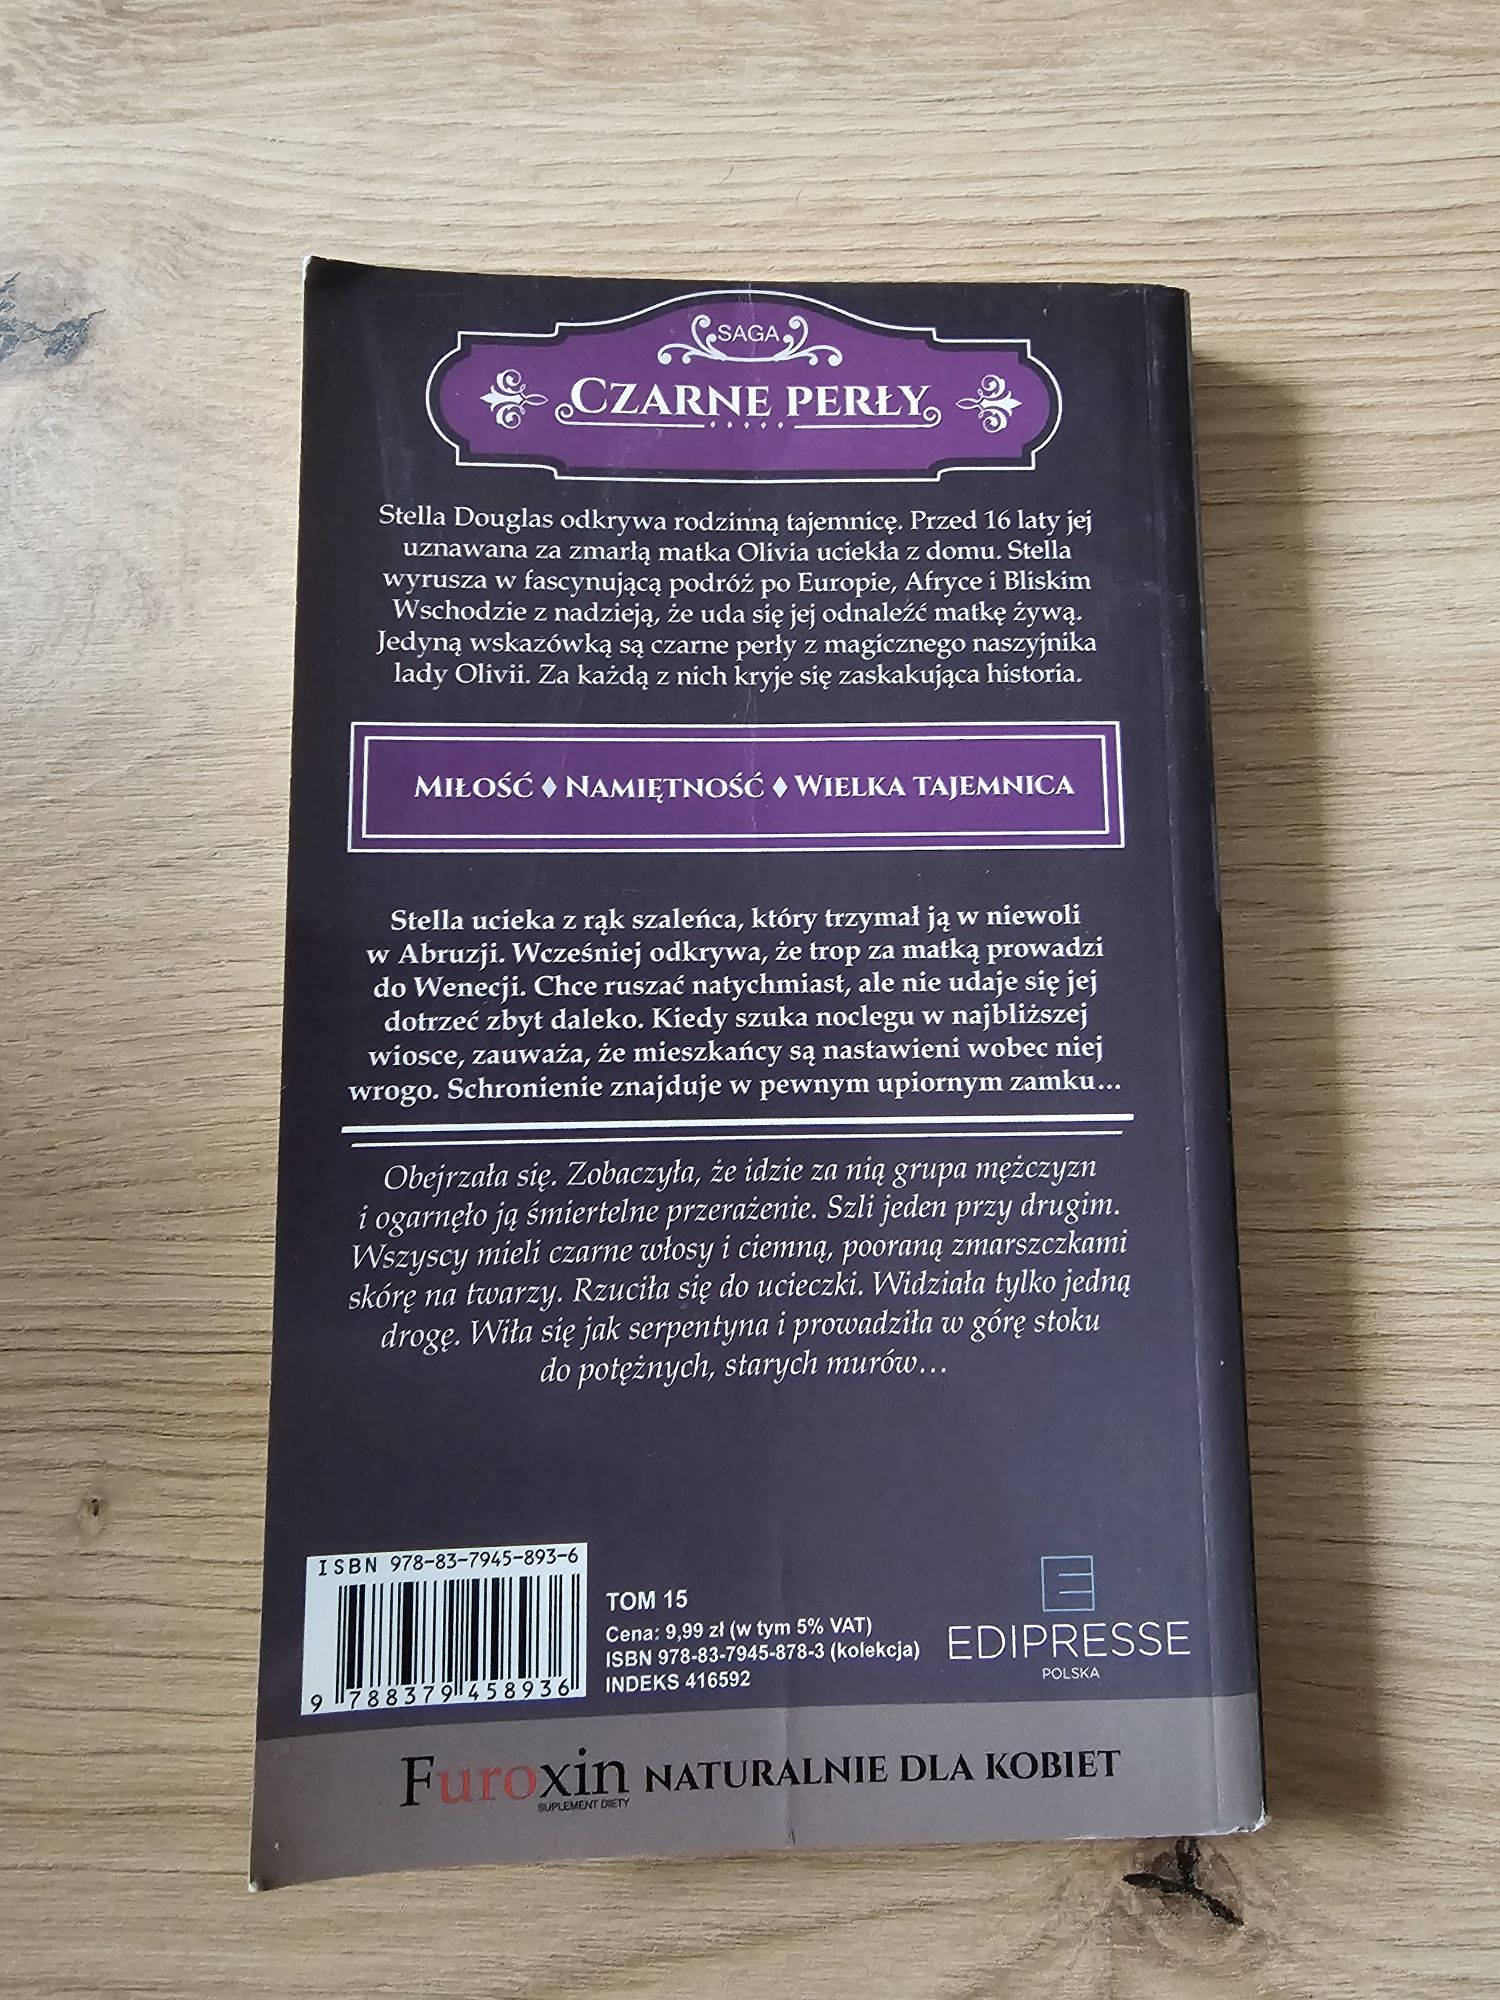 SAGA
CZARNE PERŁY
Stella Douglas odkrywa rodzinną tajemnicę. Przed 16 laty jej
uznawana za zmarłą matka Olivia uciekła z domu. Stella
wyrusza w fascynującą podróż po Europie, Afryce i Bliskim
Wschodzie z nadzieją, że uda się jej odnaleźć matkę żywą.
Jedyną wskazówką są czarne perły z magicznego naszyjnika
lady Olivii. Za każdą z nich kryje się zaskakująca historia.
MIŁOŚĆ ♦ NAMIĘTNOŚĆ ♦ WIELKA TAJEMNICA
Stella ucieka z rąk szaleńca, który trzymał ją w niewoli
w Abruzji. Wcześniej odkrywa, że trop za matką prowadzi
do Wenecji. Chce ruszać natychmiast, ale nie udaje się jej
dotrzeć zbyt daleko. Kiedy szuka noclegu w najbliższej
wiosce, zauważa, że mieszkańcy są nastawieni wobec niej
wrogo. Schronienie znajduje w pewnym upiornym zamku...
Obejrzała się. Zobaczyła, że idzie za nią grupa mężczyzn
i ogarnęło ją śmiertelne przerażenie. Szli jeden przy drugim.
Wszyscy mieli czarne włosy i ciemną, pooraną zmarszczkami
skórę na twarzy. Rzuciła się do ucieczki. Widziała tylko jedną
drogę. Wiła się jak serpentyna i prowadziła w górę stoku
do potężnych, starych murów...
ISBN 978-83-7945-893-6
9 788379 458936
TOM 15
Cena: 9,99 zł (w tym 5% VAT)
ISBN 978-83-7945-878-3 (kolekcja)
INDEKS 416592
E
EDIPRESSE
POLSKA
Furoxin NATURALNIE DLA KOBIET
SUPLEMENT DIETY